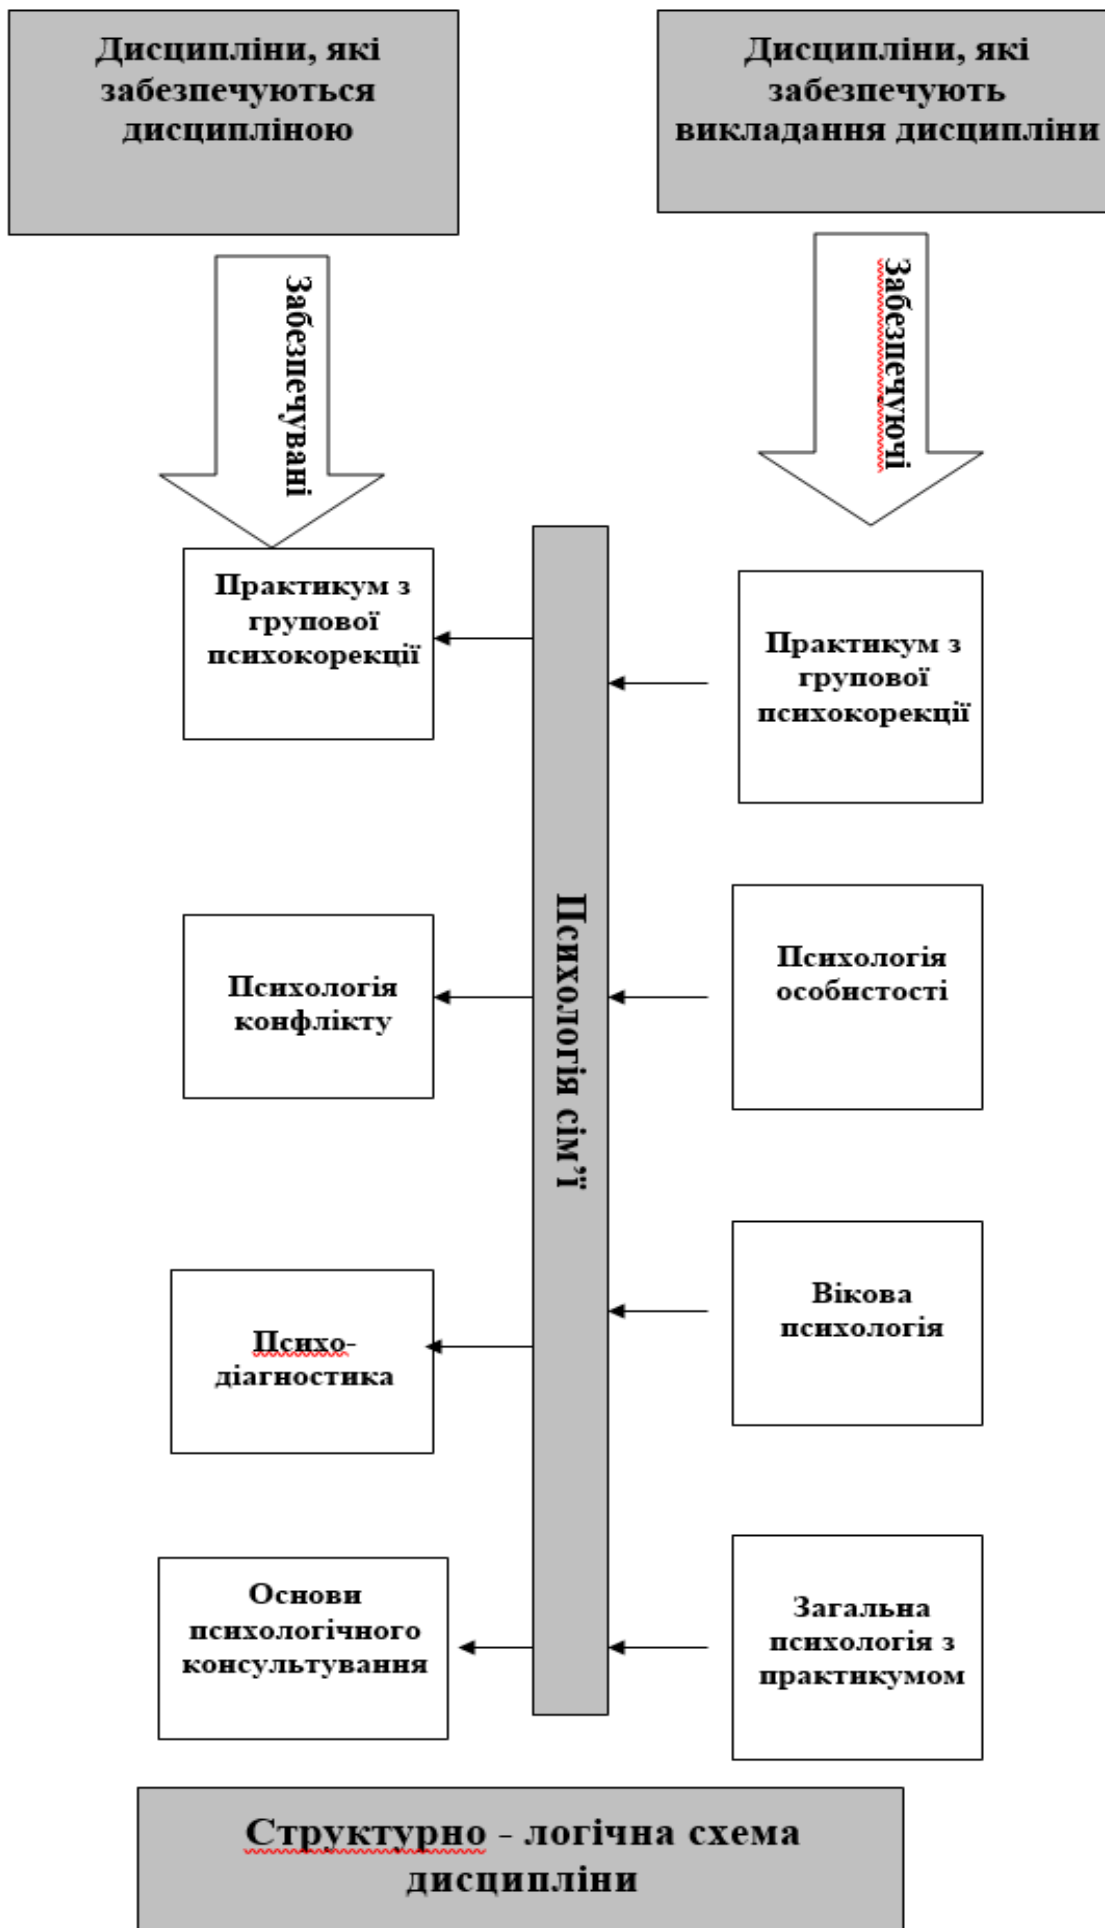 Дисципліни, які
забезпечуються
дисципліною
Дисципліни, які
забезпечують
викладання дисципліни
Забезпечувані
Забезпечуючі
Практикум з
групової
психокорекції
Практикум з
групової
психокорекції
Психологія сім’ї
Психологія
конфлікту
Психологія
особистості
Психо-
діагностика
Вікова
психологія
Основи
психологічного
консультування
Загальна
психологія з
практикумом
Структурно - логічна схема
дисципліни